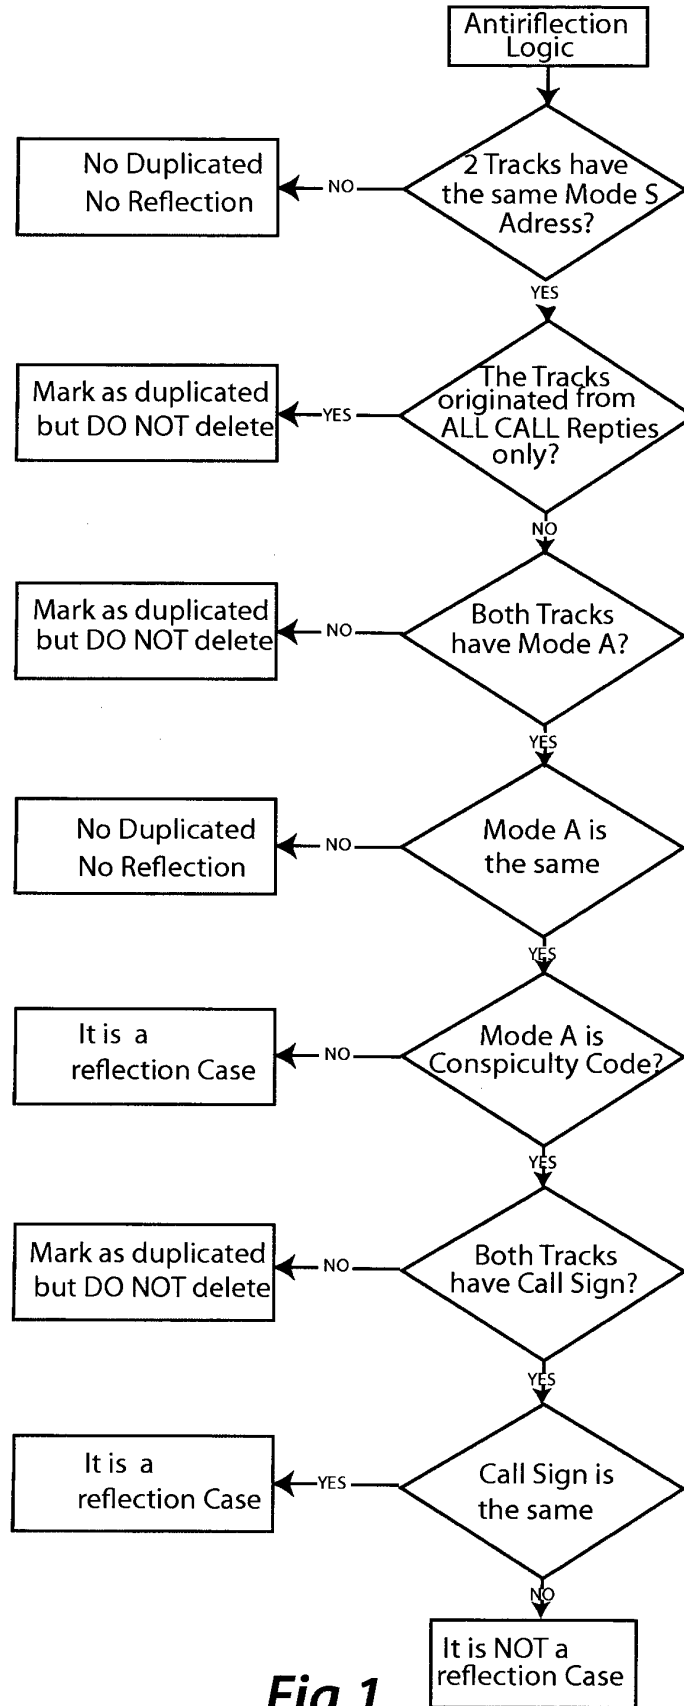 Antiriflection
Logic
2 Tracks have
the same Mode S
Adress?
NO
No Duplicated
No Reflection
YES
The Tracks
originated from
ALL CALL Repties
only?
YES
Mark as duplicated
but DO NOT delete
NO
Both Tracks
have Mode A?
NO
Mark as duplicated
but DO NOT delete
YES
Mode A is
the same
NO
No Duplicated
No Reflection
YES
Mode A is
Conspiculty Code?
NO
It is a
reflection Case
YES
Both Tracks
have Call Sign?
NO
Mark as duplicated
but DO NOT delete
YES
Call Sign is
the same
YES
It is a
reflection Case
NO
It is NOT a
reflection Case
Fig 1